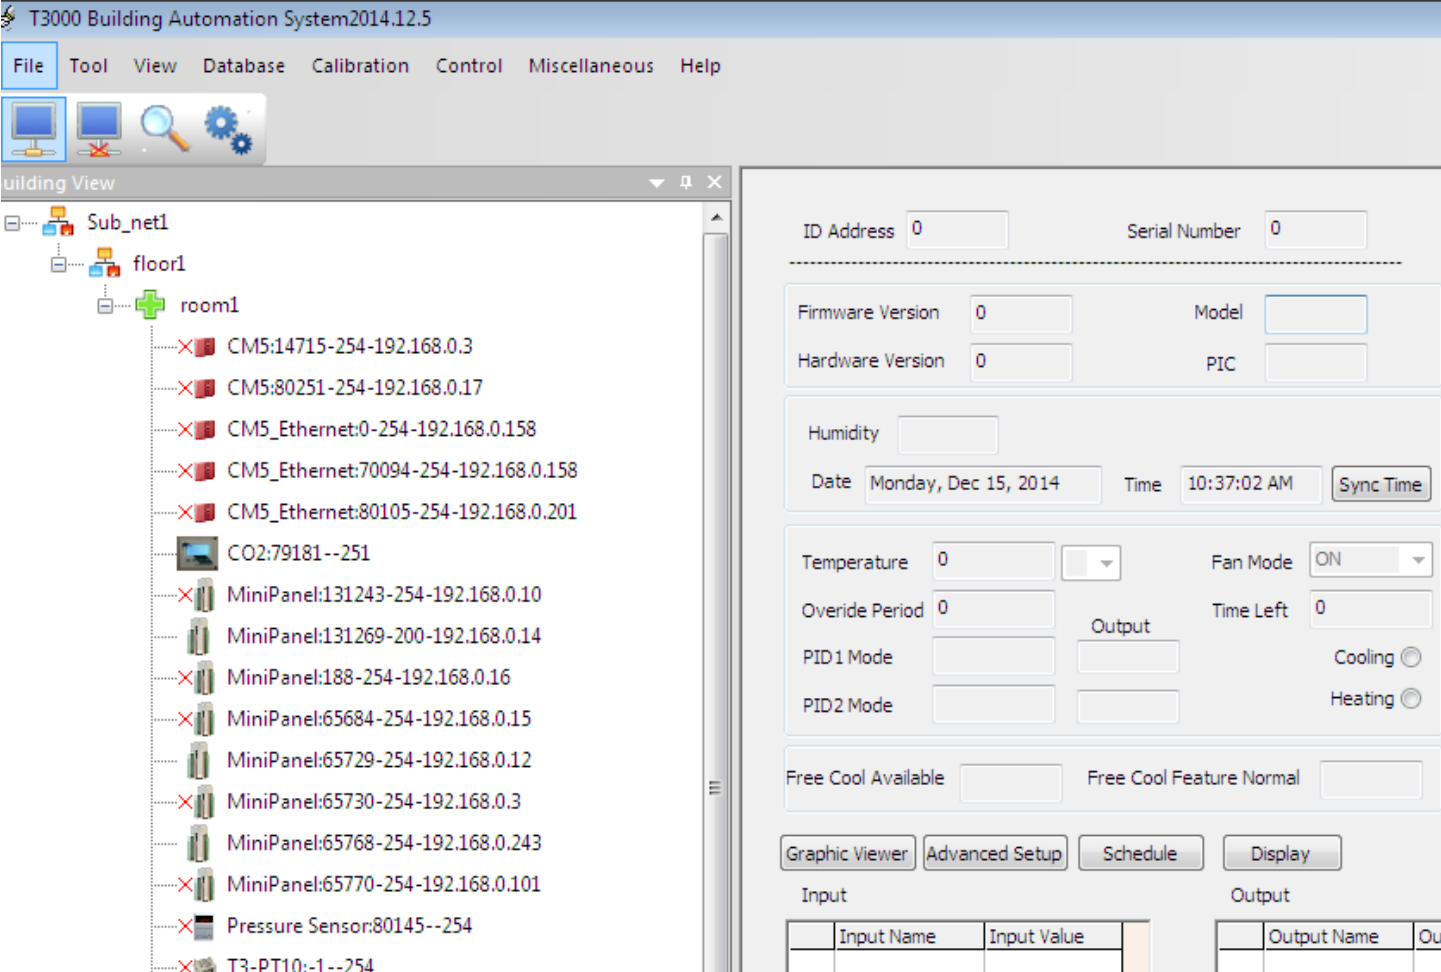 T3000 Building Automation System2014.12.5
File Tool View Database Calibration Control Miscellaneous Help
uilding View
Sub_net1
floor1
room1
CM5:14715-254-192.168.0.3
CM5:80251-254-192.168.0.17
CM5_Ethernet:0-254-192.168.0.158
CM5_Ethernet:70094-254-192.168.0.158
CM5_Ethernet:80105-254-192.168.0.201
CO2:79181--251
MiniPanel:131243-254-192.168.0.10
MiniPanel:131269-200-192.168.0.14
MiniPanel:188-254-192.168.0.16
MiniPanel:65684-254-192.168.0.15
MiniPanel:65729-254-192.168.0.12
MiniPanel:65730-254-192.168.0.3
MiniPanel:65768-254-192.168.0.243
MiniPanel:65770-254-192.168.0.101
Pressure Sensor:80145--254
T3-PT10:-1--254
ID Address 0 Serial Number 0
Firmware Version 0 Model
Hardware Version 0 PIC
Humidity
Date Monday, Dec 15, 2014 Time 10:37:02 AM Sync Time
Temperature 0 Fan Mode ON
Overide Period 0 Time Left 0
Output
PID1 Mode Cooling
PID2 Mode Heating
Free Cool Available Free Cool Feature Normal
Graphic Viewer Advanced Setup Schedule Display
Input Output
Input Name Input Value Output Name Ou